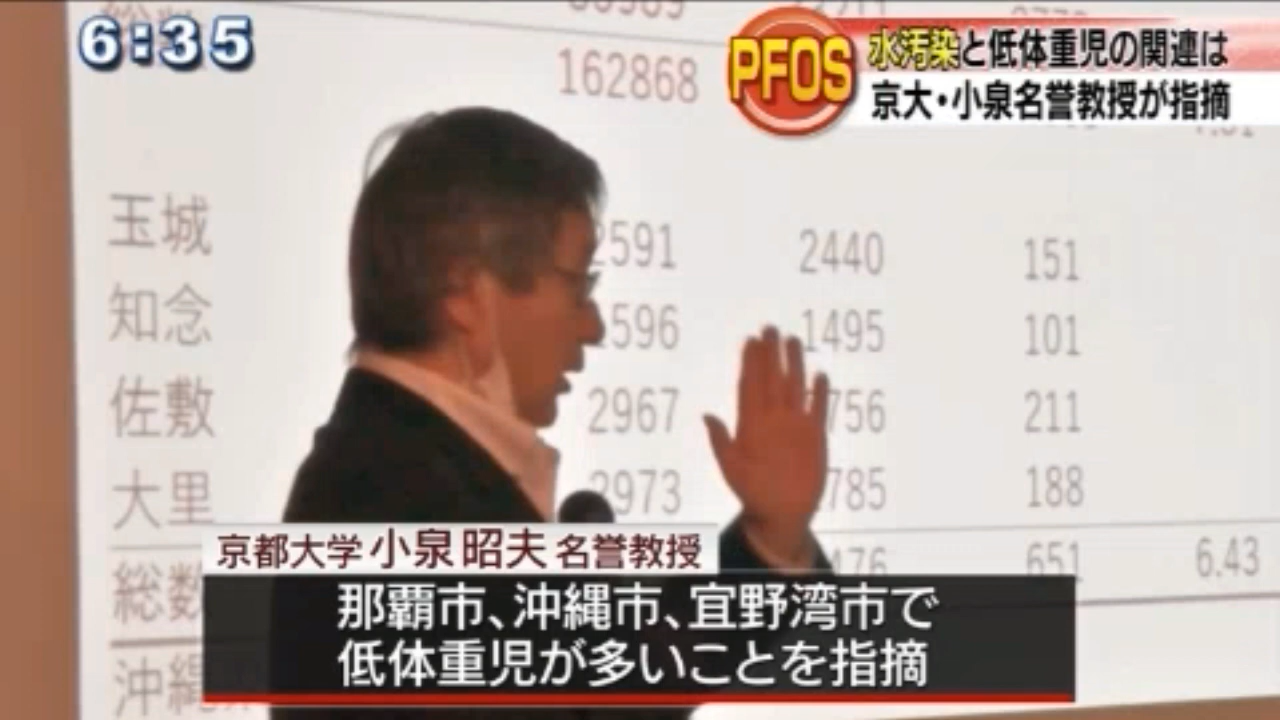 6:35
PFOS
水汚染と低体重児の関連は
京大・小泉名誉教授が指摘
162868
玉城 2591 2440 151
知念 1495 101
佐敷 2967 211
大里 2973 188
総数 651 6.43
京都大学 小泉 昭夫 名誉教授
那覇市、沖縄市、宜野湾市で
低体重児が多いことを指摘